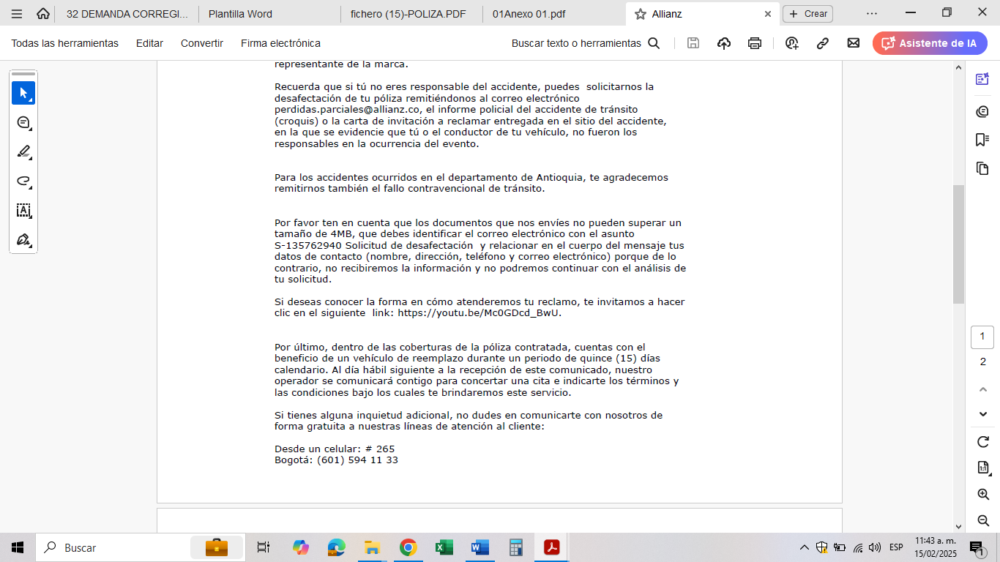 32 DEMANDA CORREGI...
Plantilla Word
fichero (15)-POLIZA.PDF
01Anexo 01.pdf
Allianz
Crear
Todas las herramientas
Editar
Convertir
Firma electrónica
Buscar texto o herramientas
Asistente de IA
representante de la marca.
Recuerda que si tú no eres responsable del accidente, puedes  solicitarnos la
desafectación de tu póliza remitiéndonos al correo electrónico
perdidas.parciales@allianz.co, el informe policial del accidente de tránsito
(croquis) o la carta de invitación a reclamar entregada en el sitio del accidente,
en la que se evidencie que tú o el conductor de tu vehículo, no fueron los
responsables en la ocurrencia del evento.
Para los accidentes ocurridos en el departamento de Antioquia, te agradecemos
remitirnos también el fallo contravencional de tránsito.
Por favor ten en cuenta que los documentos que nos envíes no pueden superar un
tamaño de 4MB, que debes identificar el correo electrónico con el asunto
S-135762940 Solicitud de desafectación  y relacionar en el cuerpo del mensaje tus
datos de contacto (nombre, dirección, teléfono y correo electrónico) porque de lo
contrario, no recibiremos la información y no podremos continuar con el análisis de
tu solicitud.
Si deseas conocer la forma en cómo atenderemos tu reclamo, te invitamos a hacer
clic en el siguiente  link: https://youtu.be/Mc0GDcd_BwU.
Por último, dentro de las coberturas de la póliza contratada, cuentas con el
beneficio de un vehículo de reemplazo durante un periodo de quince (15) días
calendario. Al día hábil siguiente a la recepción de este comunicado, nuestro
operador se comunicará contigo para concertar una cita e indicarte los términos y
las condiciones bajo los cuales te brindaremos este servicio.
Si tienes alguna inquietud adicional, no dudes en comunicarte con nosotros de
forma gratuita a nuestras líneas de atención al cliente:
Desde un celular: # 265
Bogotá: (601) 594 11 33
1
2
1:1
Buscar
ESP
11:43 a. m.
15/02/2025
1